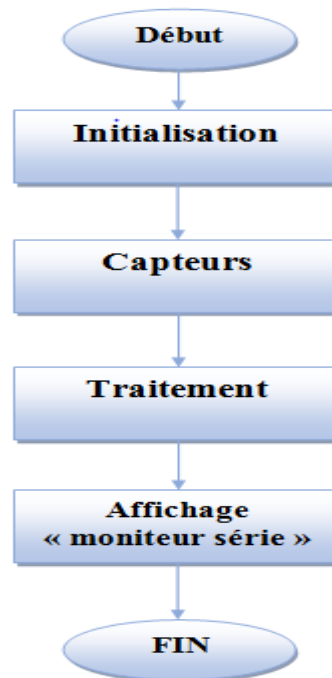 Début
Initialisation
Capteurs
Traitement
Affichage
« moniteur série »
FIN